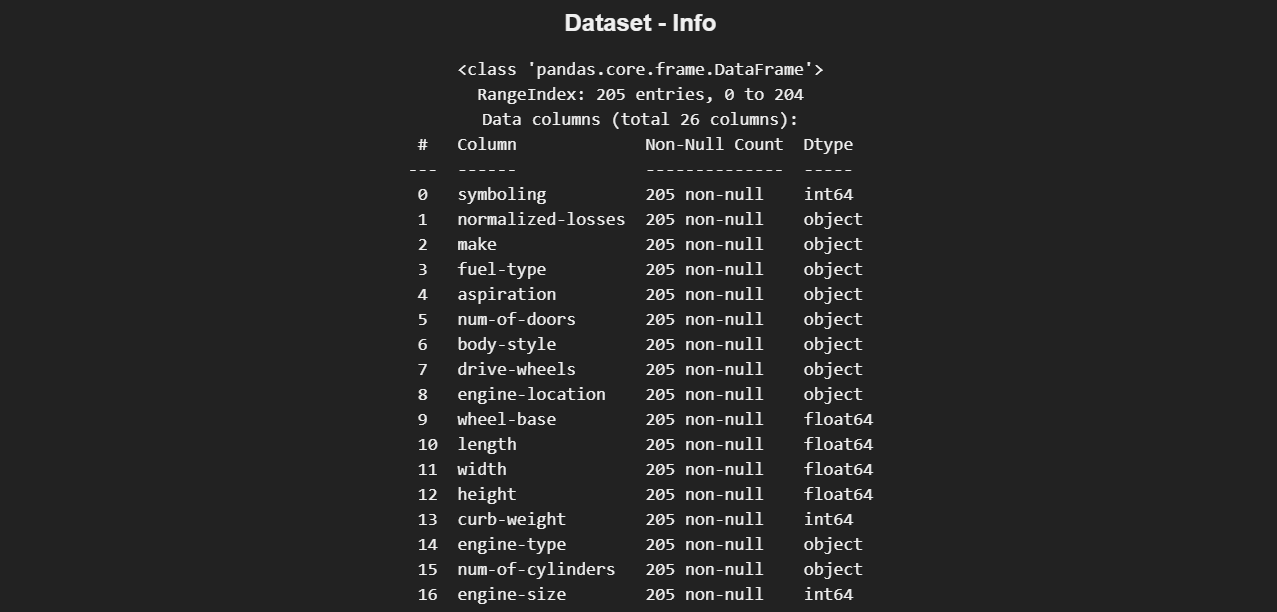 Dataset - Info
<class 'pandas.core.frame.DataFrame'>
RangeIndex: 205 entries, 0 to 204
Data columns (total 26 columns):
#   Column             Non-Null Count  Dtype
--- ------             --------------  -----
0   symboling          205 non-null    int64
1   normalized-losses  205 non-null    object
2   make               205 non-null    object
3   fuel-type          205 non-null    object
4   aspiration         205 non-null    object
5   num-of-doors       205 non-null    object
6   body-style         205 non-null    object
7   drive-wheels       205 non-null    object
8   engine-location    205 non-null    object
9   wheel-base         205 non-null    float64
10  length             205 non-null    float64
11  width              205 non-null    float64
12  height             205 non-null    float64
13  curb-weight        205 non-null    int64
14  engine-type        205 non-null    object
15  num-of-cylinders   205 non-null    object
16  engine-size        205 non-null    int64